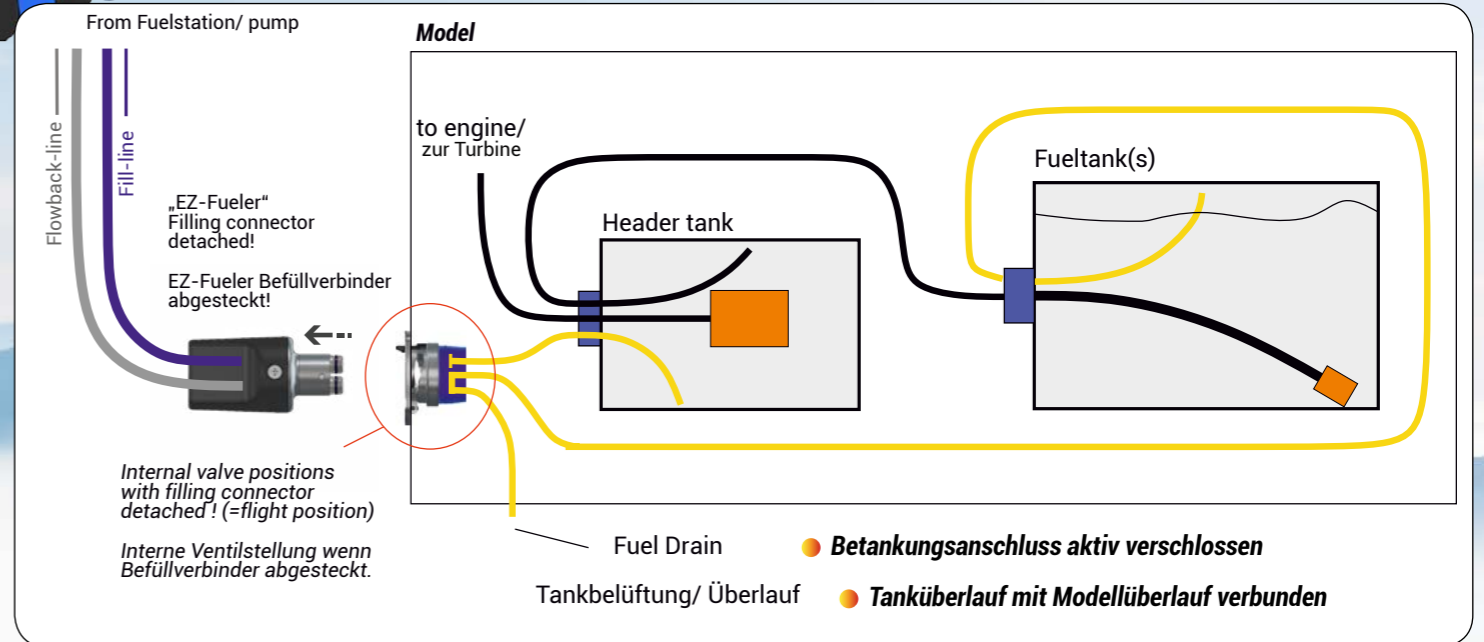 From Fuelstation/ pump
Model
Flowback-line
Fill-line
to engine/
zur Turbine
Fueltank(s)
„EZ-Fueler“
Filling connector
detached!
Header tank
EZ-Fueler Befüllverbinder
abgesteckt!
Internal valve positions
with filling connector
detached ! (=flight position)
Interne Ventilstellung wenn
Befüllverbinder abgesteckt.
Fuel Drain
Betankungsanschluss aktiv verschlossen
Tankbelüftung/ Überlauf
Tanküberlauf mit Modellüberlauf verbunden